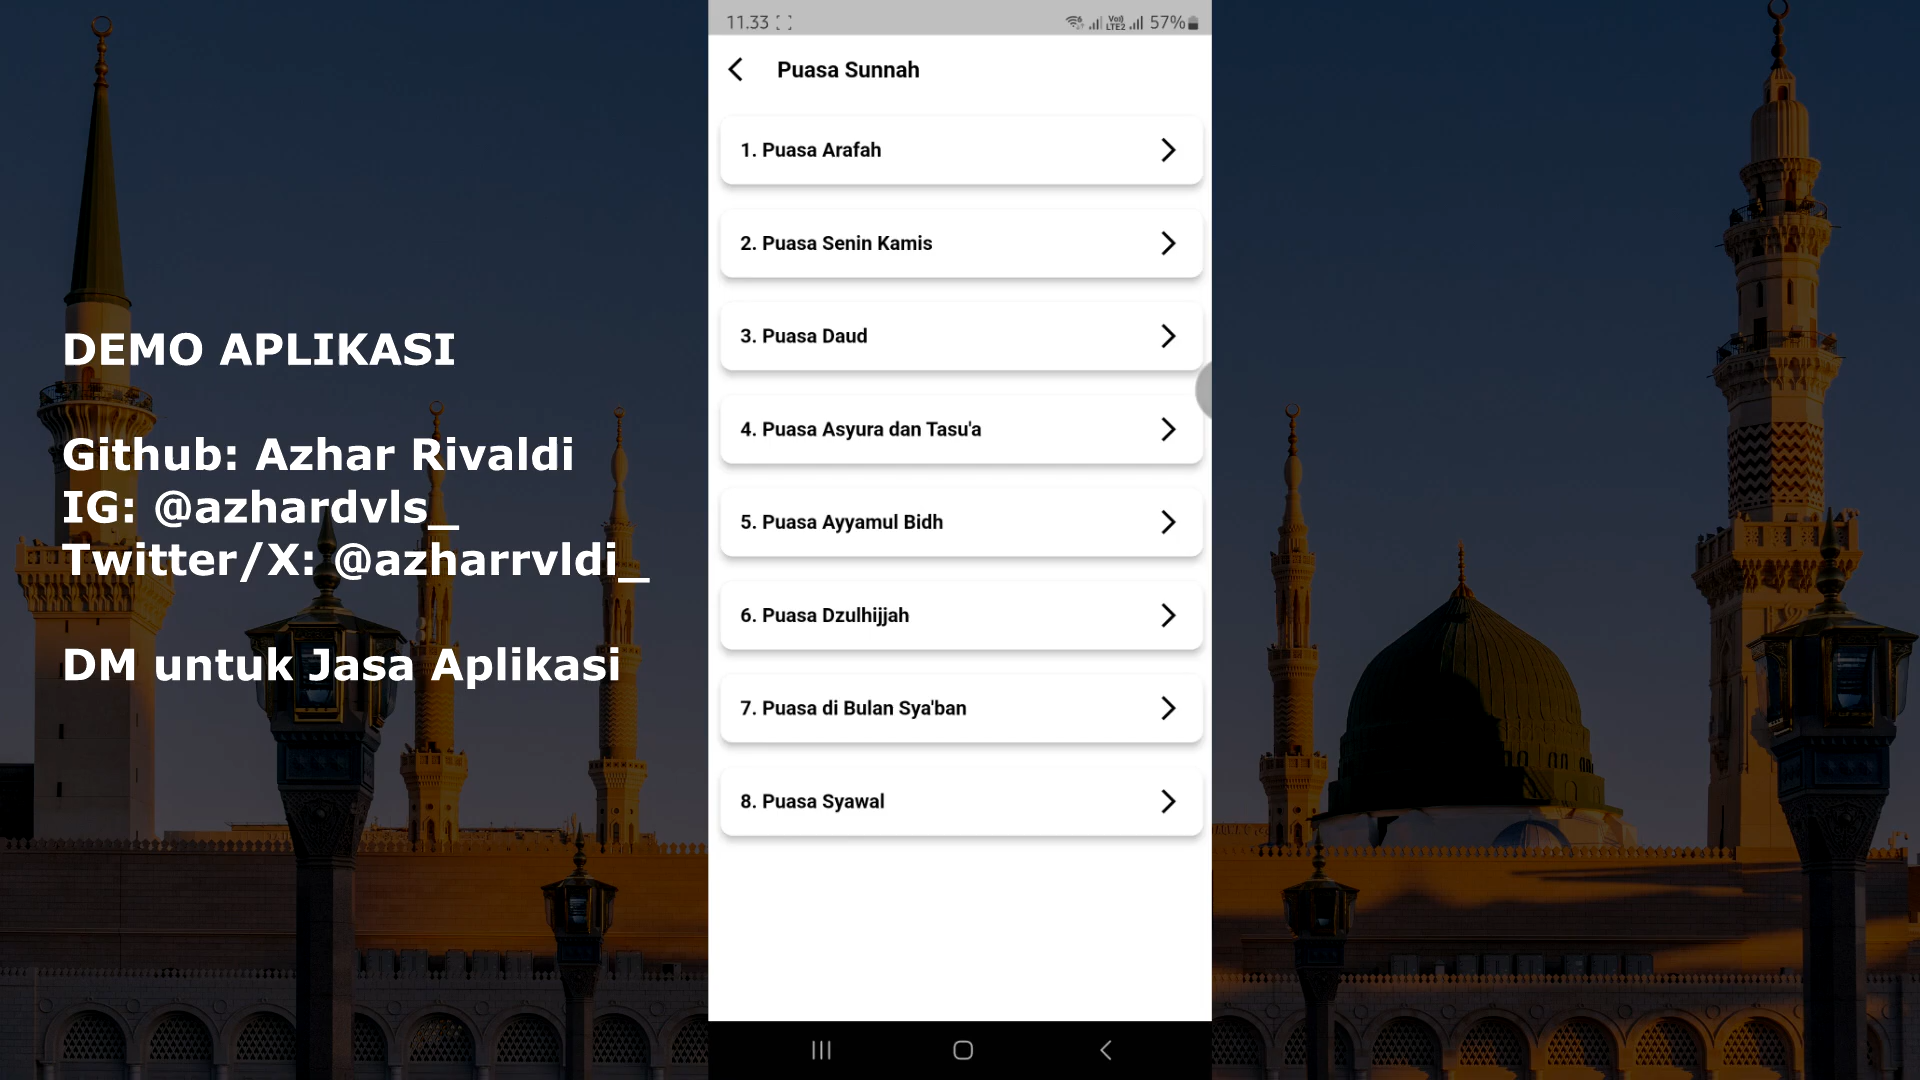 DEMO APLIKASI
Github: Azhar Rivaldi
IG: @azhardvls_
Twitter/X: @azharrvldi_
DM untuk Jasa Aplikasi
11.33
Vo)) LTE2 57%
Puasa Sunnah
1. Puasa Arafah
2. Puasa Senin Kamis
3. Puasa Daud
4. Puasa Asyura dan Tasu'a
5. Puasa Ayyamul Bidh
6. Puasa Dzulhijjah
7. Puasa di Bulan Sya'ban
8. Puasa Syawal